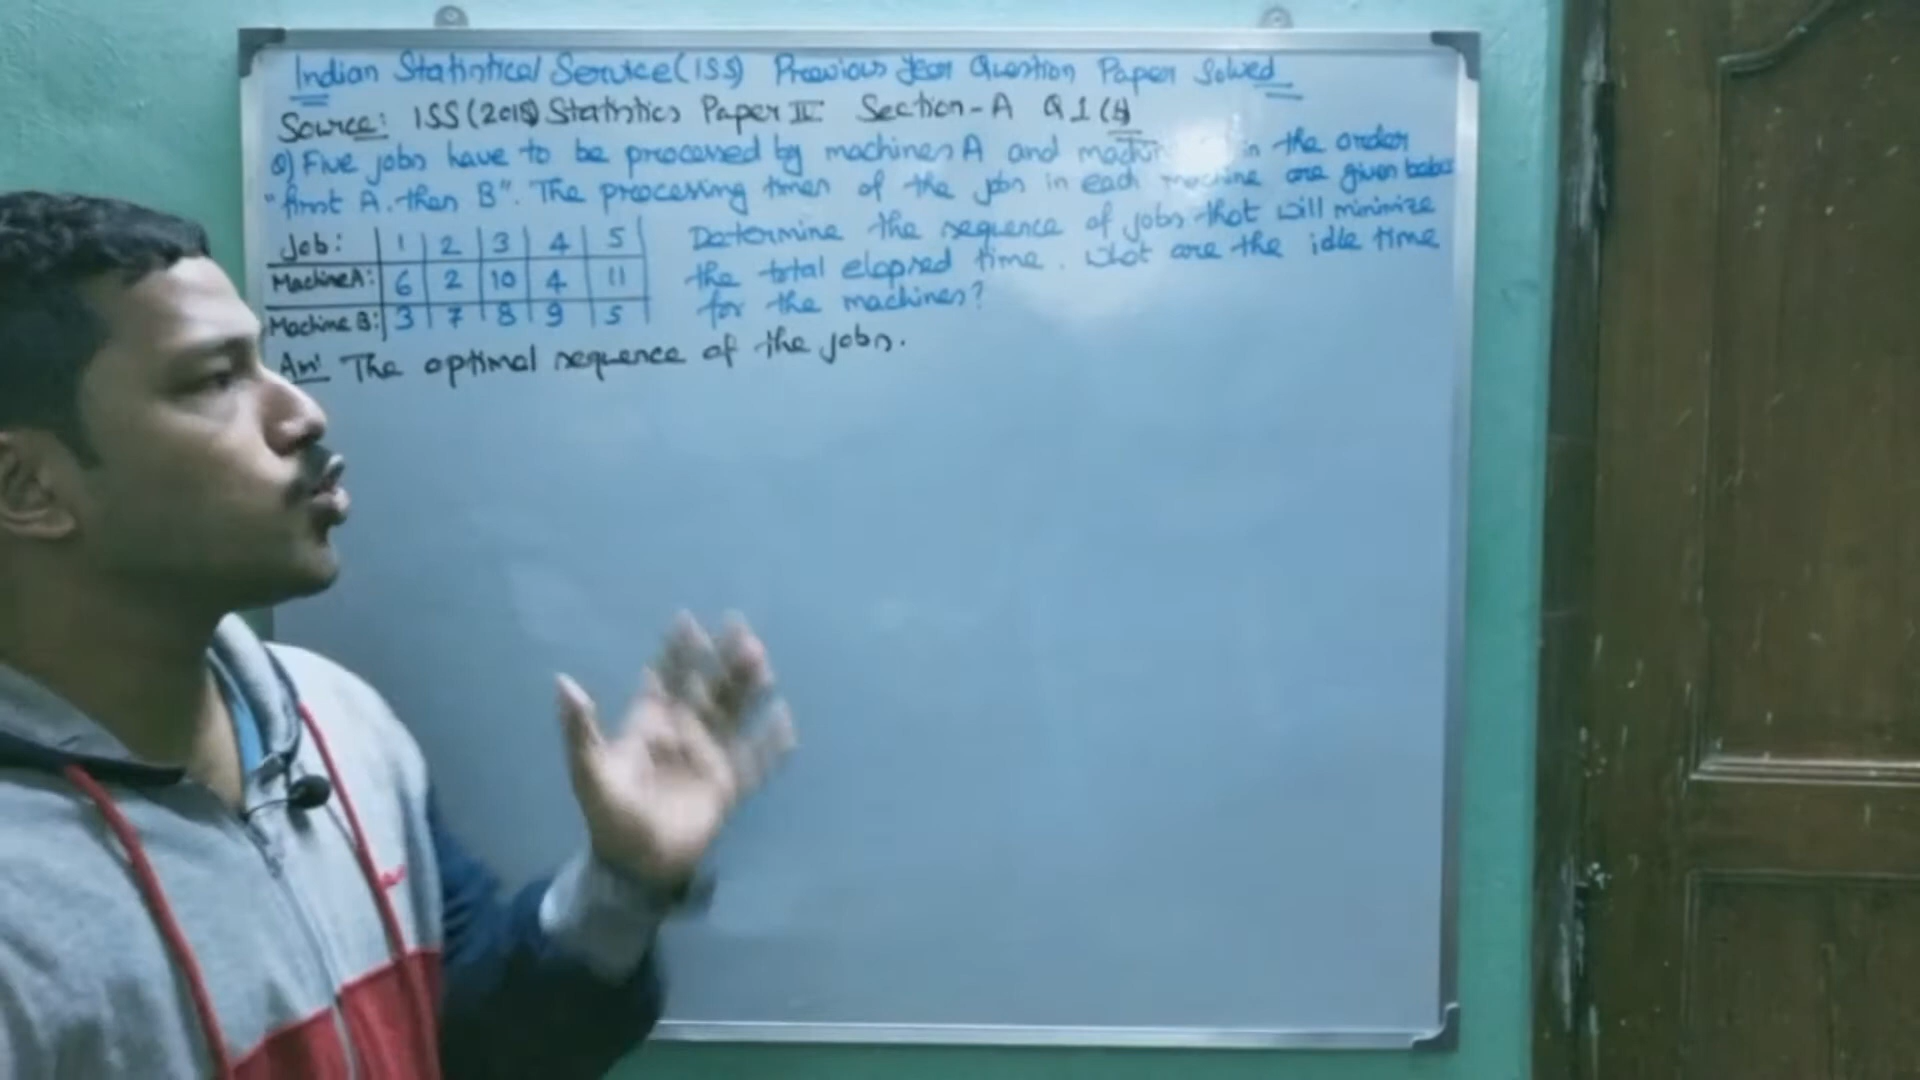 Indian Statistical Service(ISS) Previous Year Question Paper Solved
Source: ISS (2015) Statistics Paper III Section-A Q1
Q) Five jobs have to be processed by machines A and in the order
"first A. then B". The processing times of the jobs in each machine are given below
Job: 1 2 3 4 5
Machine A: 6 2 10 4 11
Machine B: 3 7 8 9 5
Determine the sequence of jobs that will minimize
the total elapsed time. What are the idle time
for the machines?
Ans: The optimal sequence of the jobs.